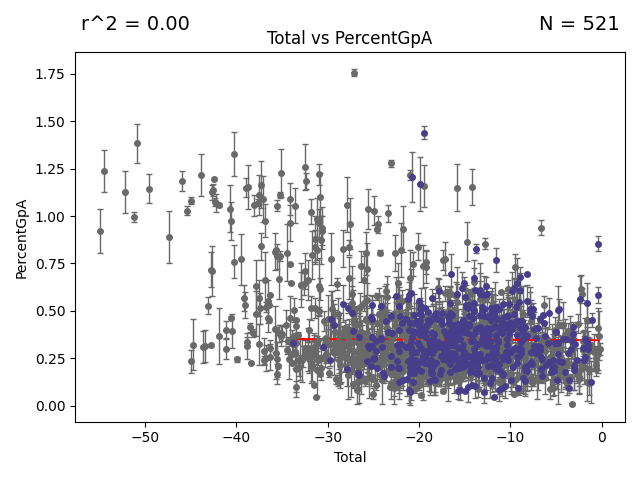 r^2 = 0.00
N = 521
Total vs PercentGpA
1.75
1.50
1.25
1.00
0.75
0.50
0.25
0.00
PercentGpA
−50
−40
−30
−20
−10
0
Total